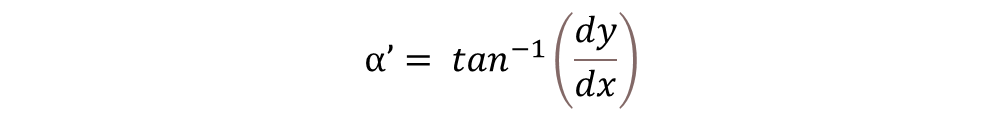 α’ = tan⁻¹(dy/dx)